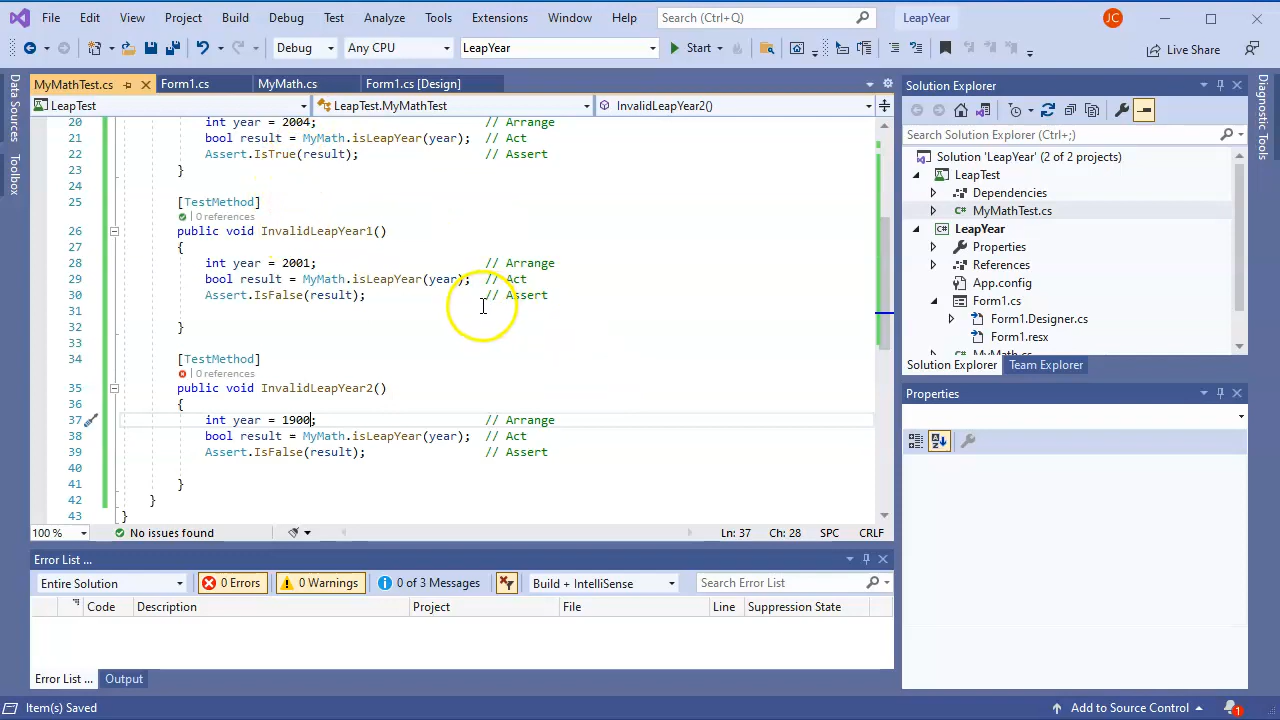 File Edit View Project Build Debug Test Analyze Tools Extensions Window Help Search (Ctrl+Q) LeapYear JC
Debug Any CPU LeapYear Start Live Share
Data Sources
Toolbox
MyMathTest.cs Form1.cs MyMath.cs Form1.cs [Design]
LeapTest LeapTest.MyMathTest InvalidLeapYear2()
20 int year = 2004; // Arrange
21 bool result = MyMath.isLeapYear(year); // Act
22 Assert.IsTrue(result); // Assert
23 }
24
25 [TestMethod]
0 references
26 public void InvalidLeapYear1()
27 {
28 int year = 2001; // Arrange
29 bool result = MyMath.isLeapYear(year); // Act
30 Assert.IsFalse(result); // Assert
31
32 }
33
34 [TestMethod]
0 references
35 public void InvalidLeapYear2()
36 {
37 int year = 1900; // Arrange
38 bool result = MyMath.isLeapYear(year); // Act
39 Assert.IsFalse(result); // Assert
40
41 }
42 }
43 }
100 % No issues found Ln: 37 Ch: 28 SPC CRLF
Error List ...
Entire Solution 0 Errors 0 Warnings 0 of 3 Messages Build + IntelliSense Search Error List
Code Description Project File Line Suppression State
Error List ... Output
Solution Explorer
Search Solution Explorer (Ctrl+;)
Solution 'LeapYear' (2 of 2 projects)
LeapTest
Dependencies
MyMathTest.cs
LeapYear
Properties
References
App.config
Form1.cs
Form1.Designer.cs
Form1.resx
MyMath.cs
Solution Explorer Team Explorer
Properties
Diagnostic Tools
Item(s) Saved Add to Source Control 1